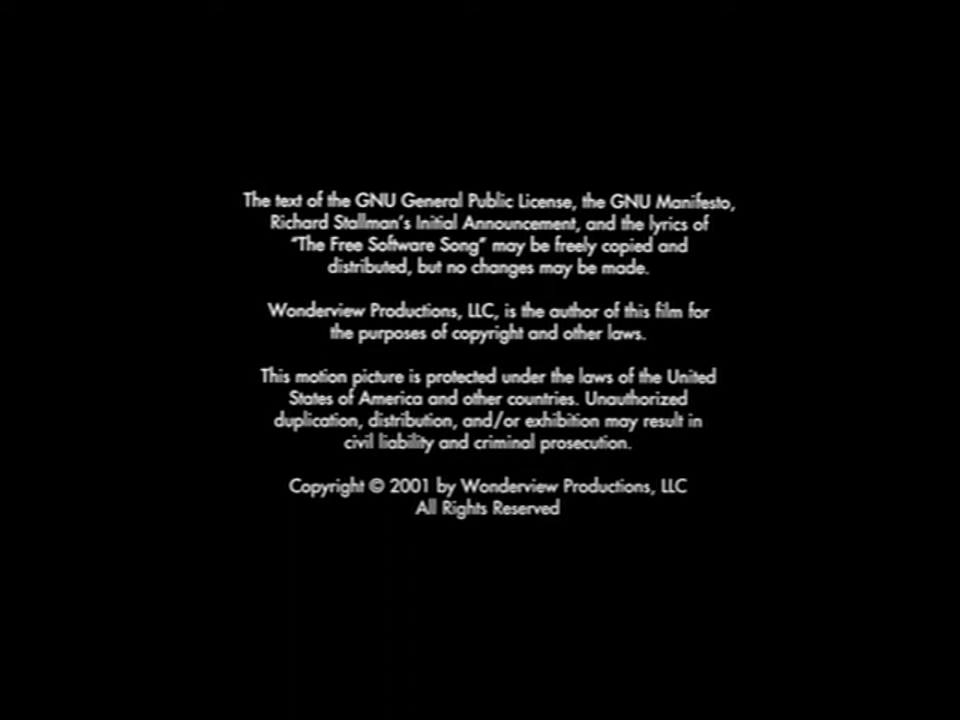 The text of the GNU General Public License, the GNU Manifesto,
Richard Stallman's Initial Announcement, and the lyrics of
"The Free Software Song" may be freely copied and
distributed, but no changes may be made.
Wonderview Productions, LLC, is the author of this film for
the purposes of copyright and other laws.
This motion picture is protected under the laws of the United
States of America and other countries. Unauthorized
duplication, distribution, and/or exhibition may result in
civil liability and criminal prosecution.
Copyright © 2001 by Wonderview Productions, LLC
All Rights Reserved